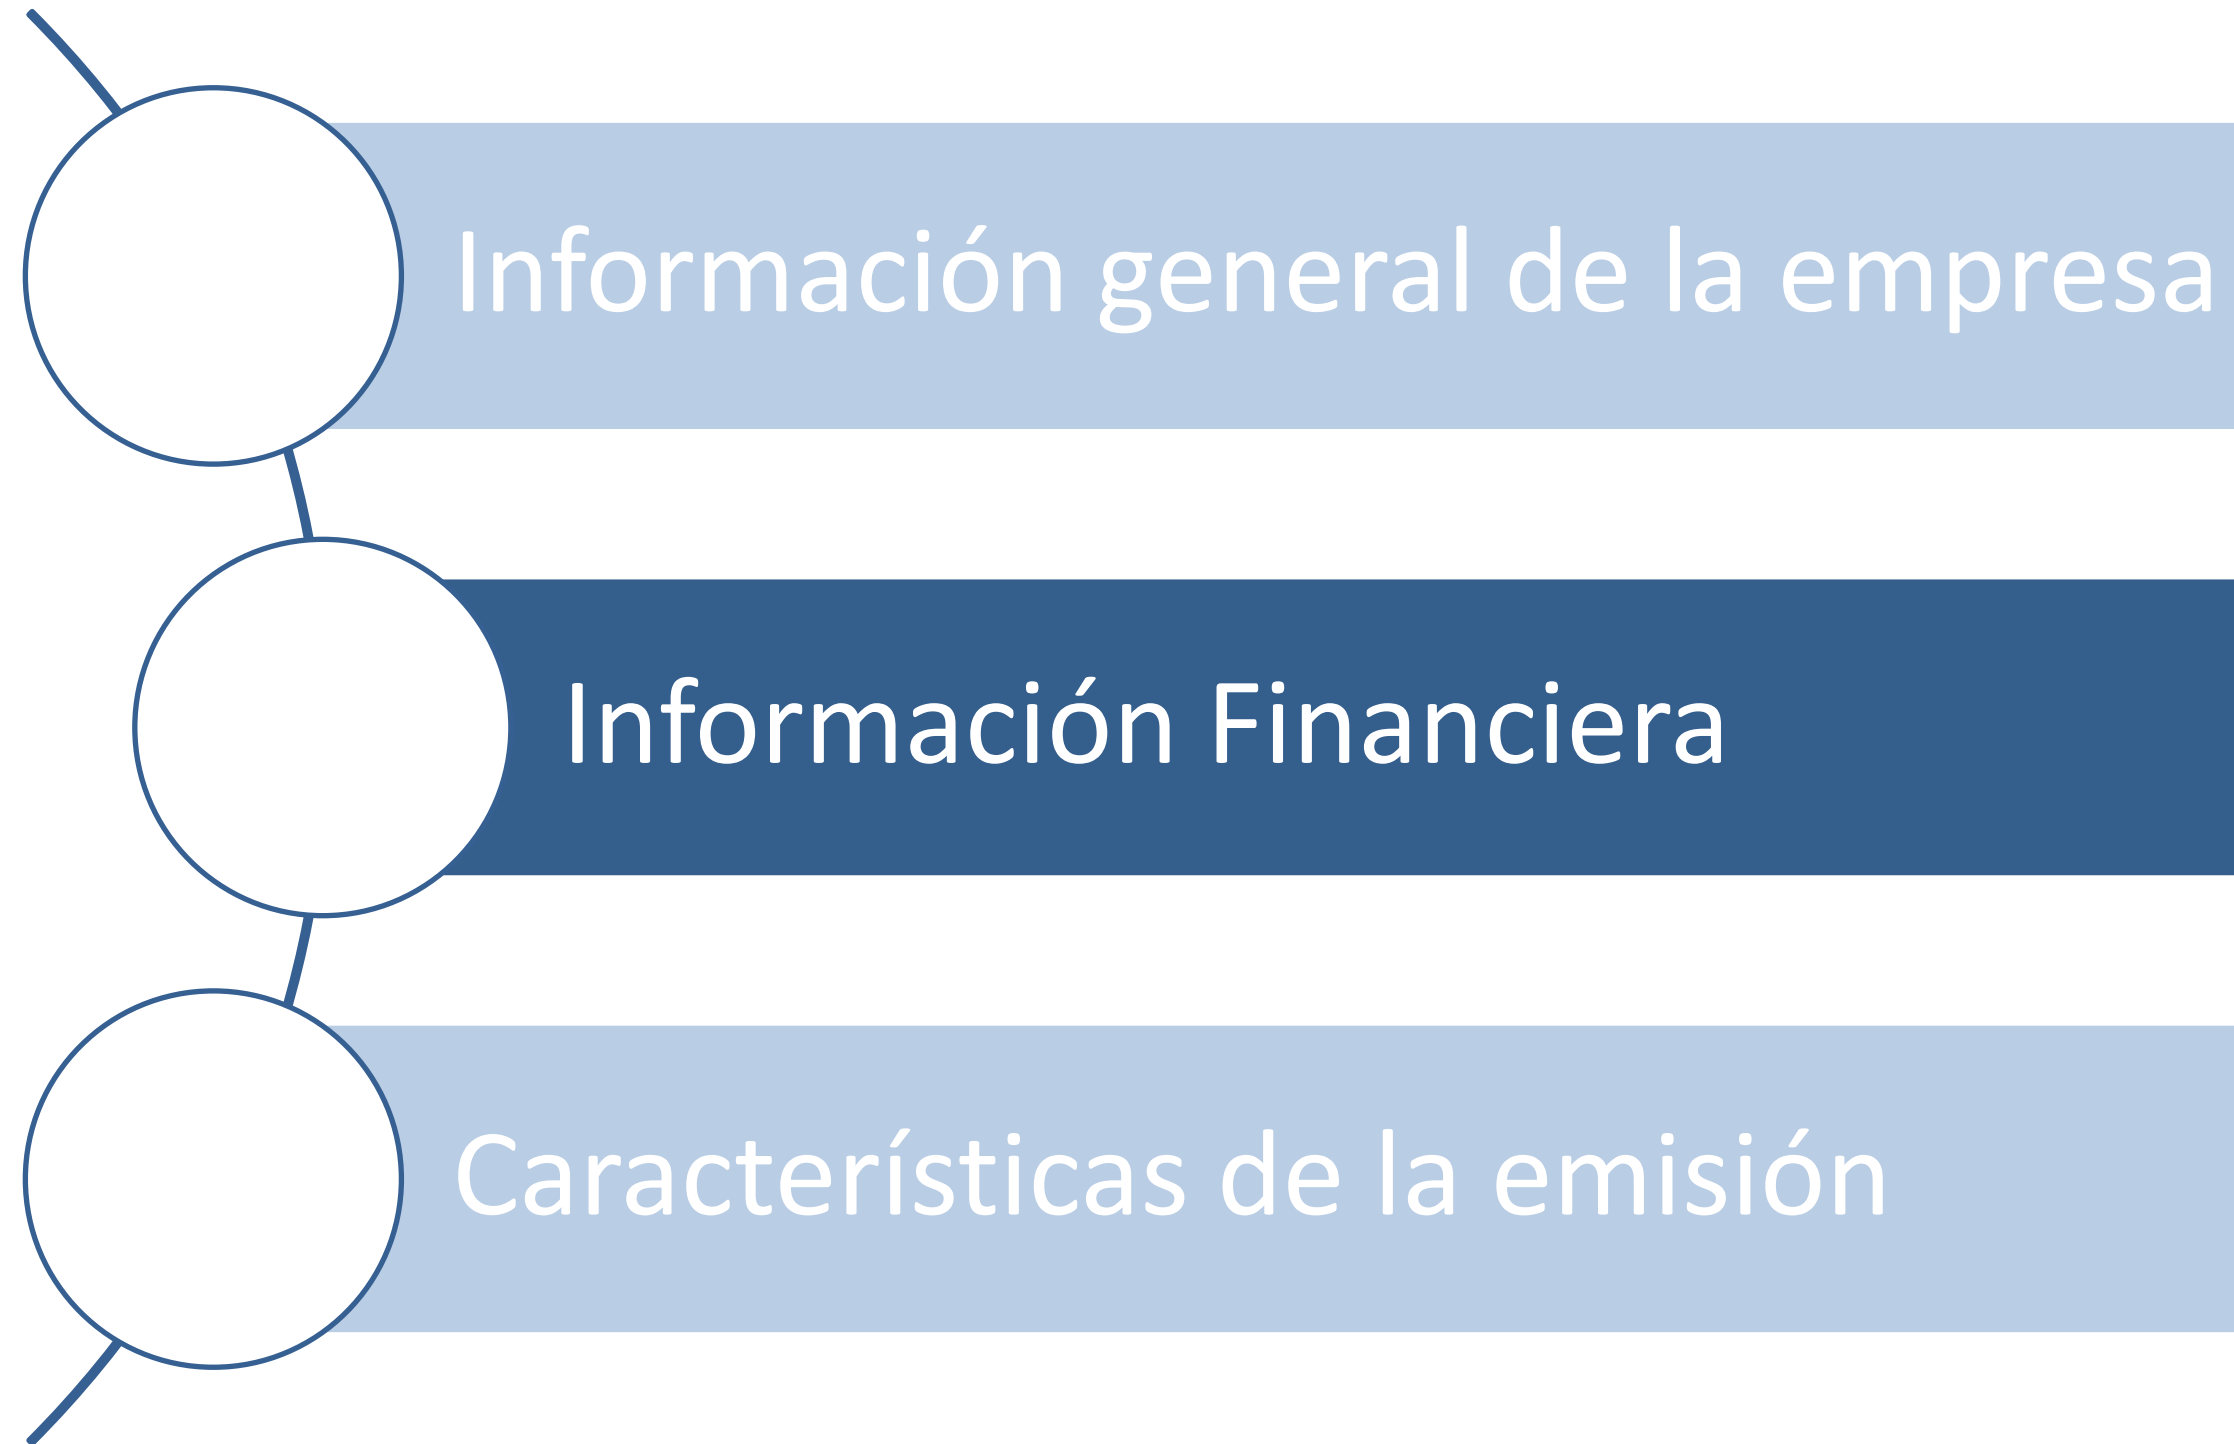 Información general de la empresa
Información Financiera
Características de la emisión